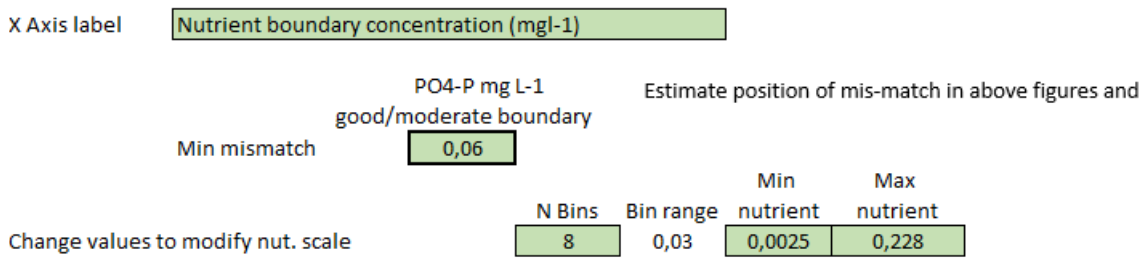 X Axis label Nutrient boundary concentration (mgl-1)
PO4-P mg L-1 Estimate position of mis-match in above figures and
good/moderate boundary
Min mismatch 0,06
Min Max
N Bins Bin range nutrient nutrient
Change values to modify nut. scale 8 0,03 0,0025 0,228